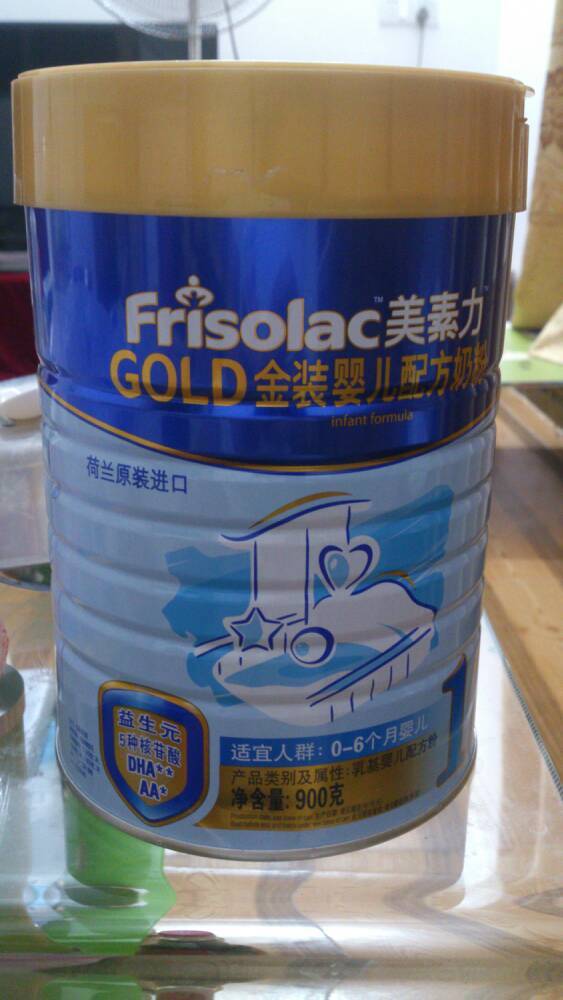 Frisolac™美素力™
GOLD金装婴儿配方奶粉
infant formula
荷兰原装进口
1
益生元
5种核苷酸
DHA**
AA*
适宜人群：0-6个月婴儿
产品类别及属性：乳基婴儿配方粉
净含量：900克